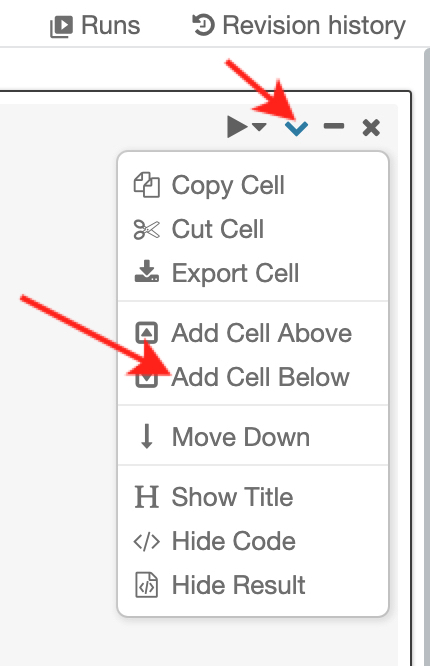 Runs Revision history
Copy Cell
Cut Cell
Export Cell
Add Cell Above
Add Cell Below
Move Down
H Show Title
</> Hide Code
</> Hide Result